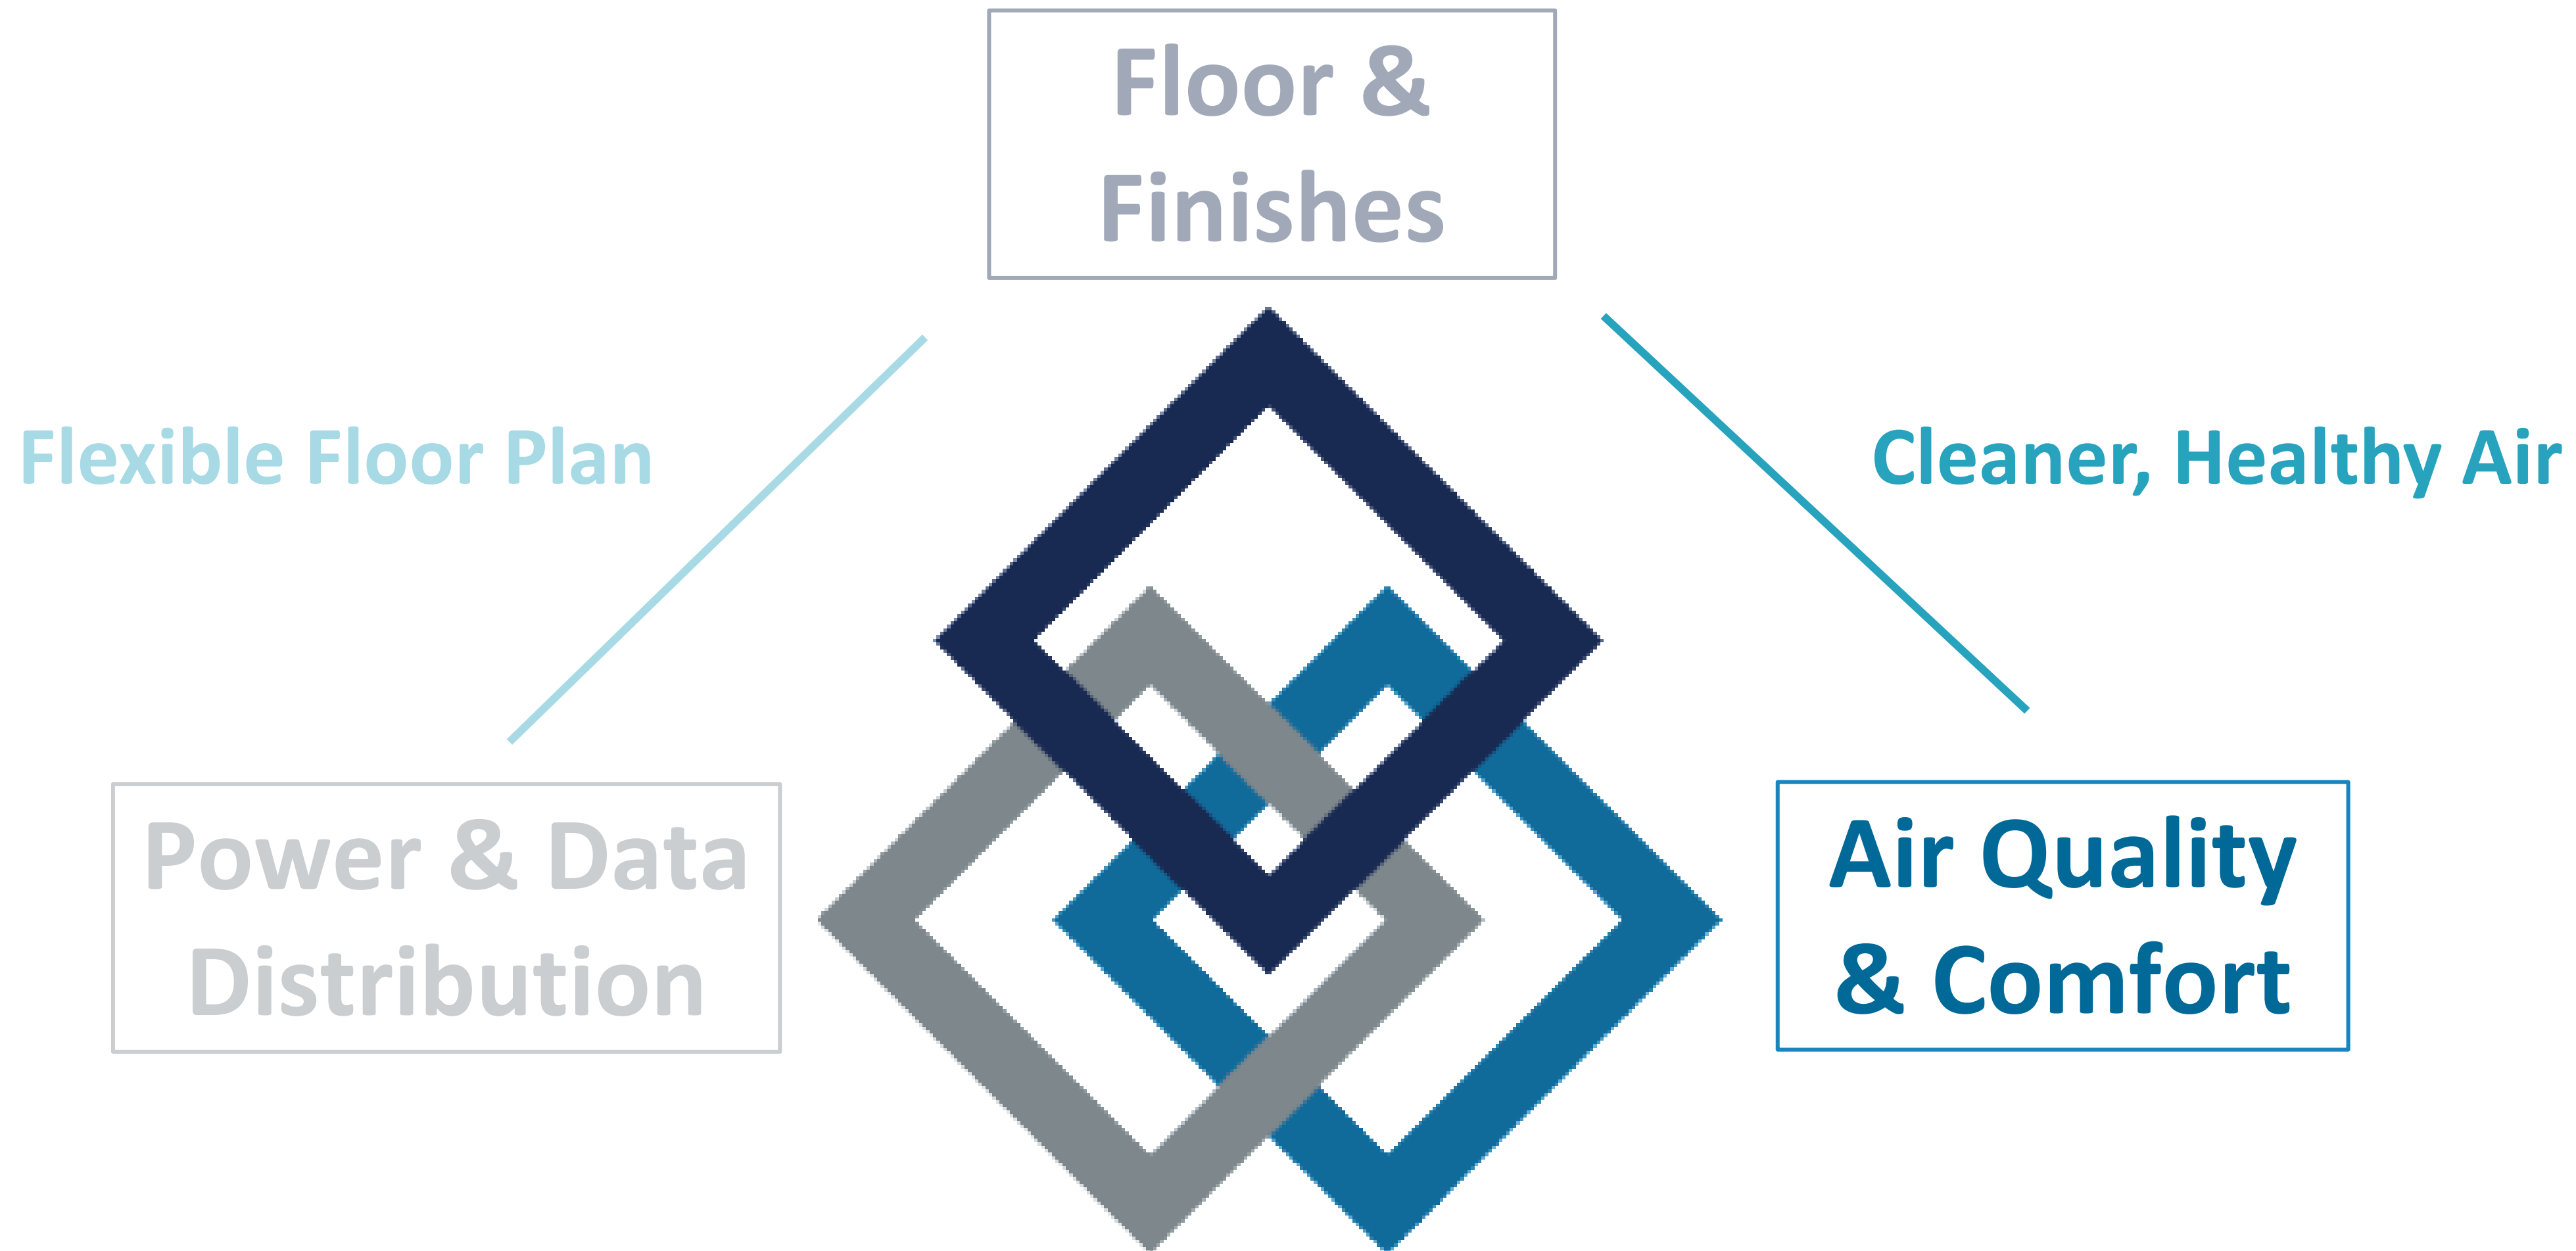 Floor &
Finishes
Flexible Floor Plan
Cleaner, Healthy Air
Power & Data
Distribution
Air Quality
& Comfort